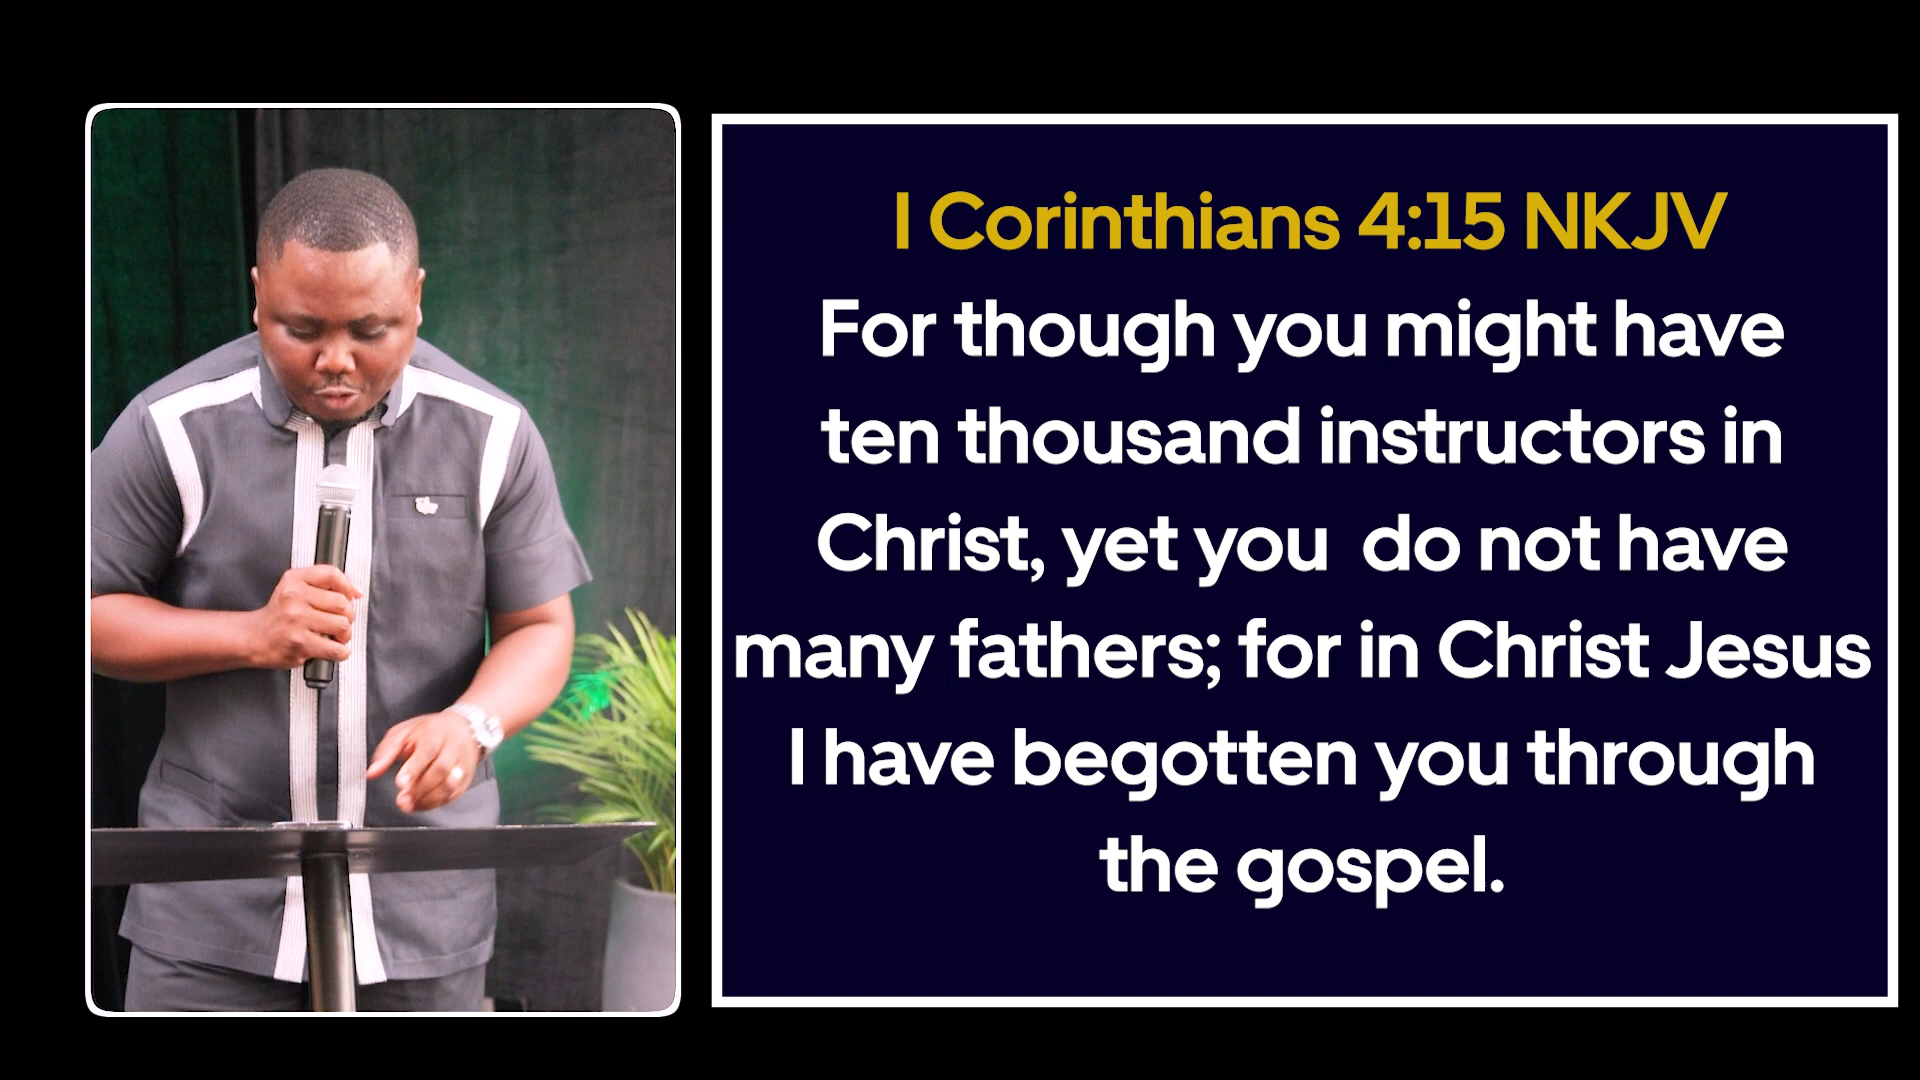 I Corinthians 4:15 NKJV
For though you might have
ten thousand instructors in
Christ, yet you  do not have
many fathers; for in Christ Jesus
I have begotten you through
the gospel.